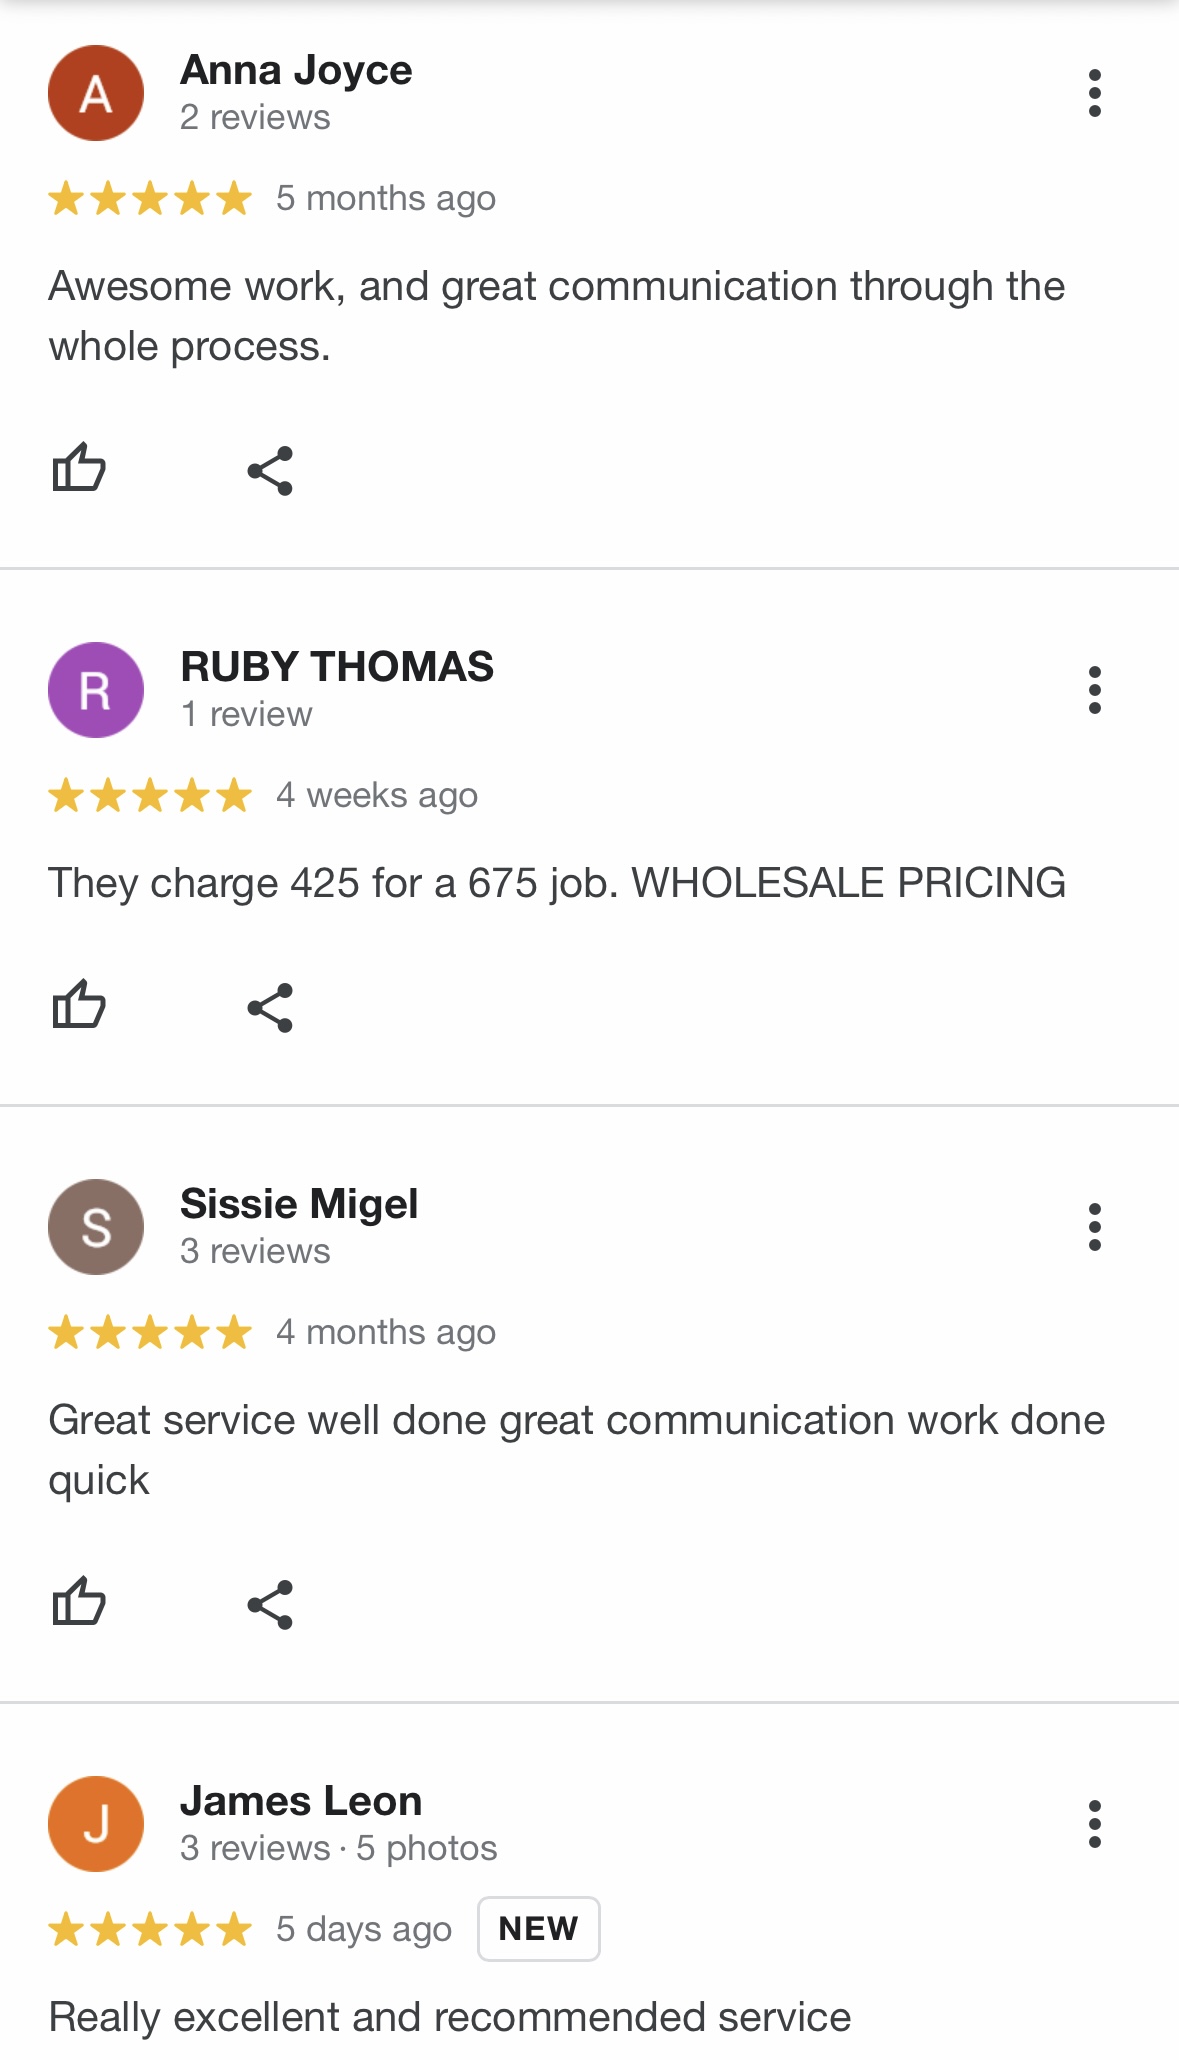 A
Anna Joyce
2 reviews
5 months ago
Awesome work, and great communication through the
whole process.
R
RUBY THOMAS
1 review
4 weeks ago
They charge 425 for a 675 job. WHOLESALE PRICING
S
Sissie Migel
3 reviews
4 months ago
Great service well done great communication work done
quick
J
James Leon
3 reviews · 5 photos
5 days ago NEW
Really excellent and recommended service